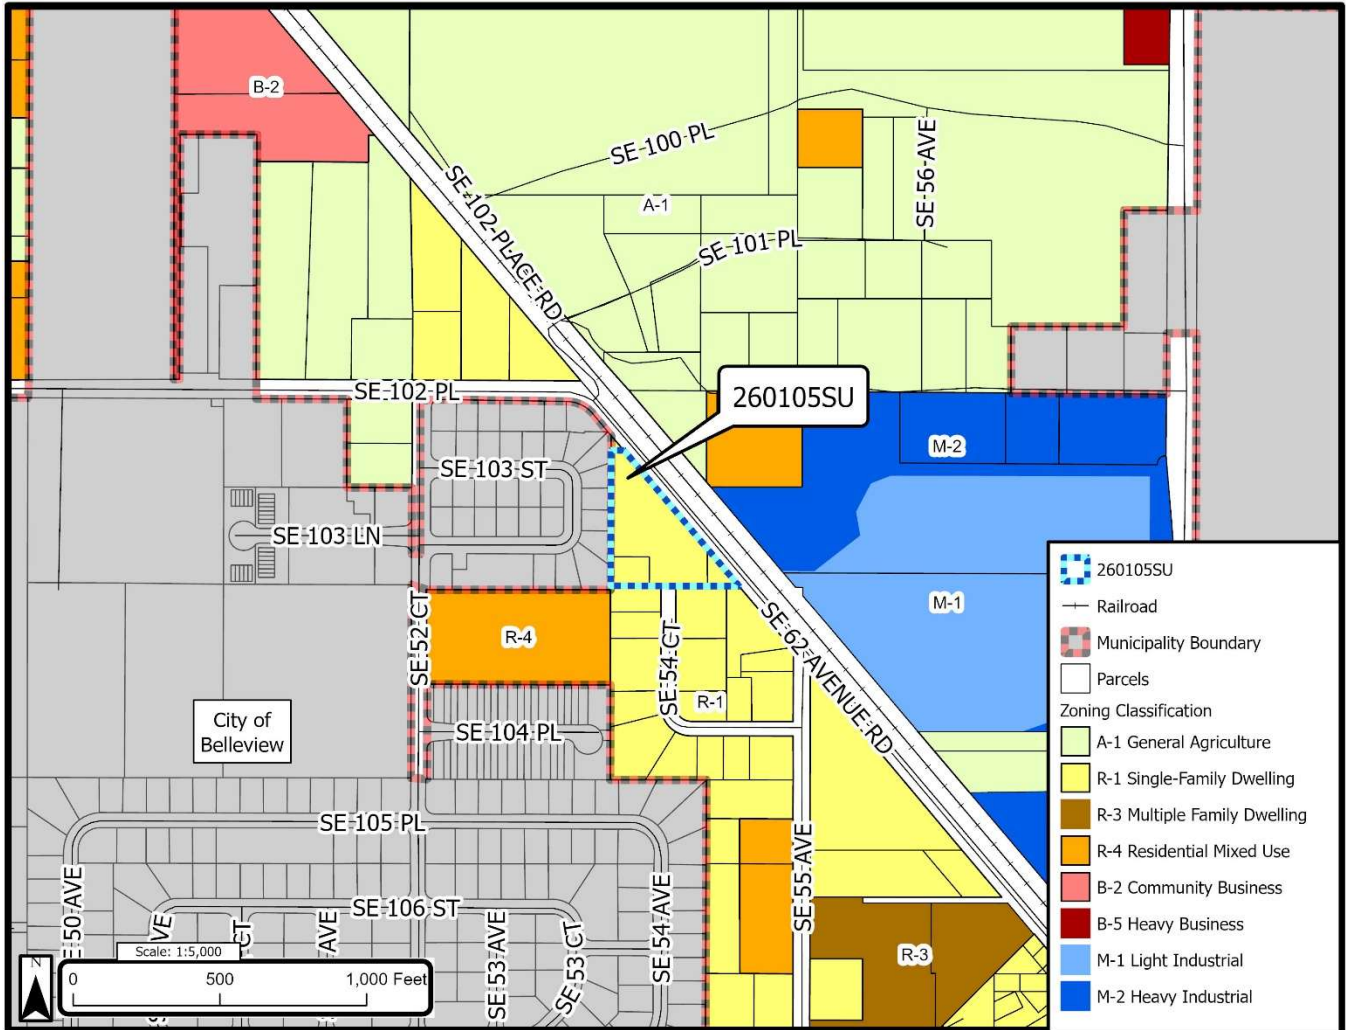 B-2
SE 100 PL
SE 56 AVE
SE 102 PLACE RD
A-1
SE 101 PL
SE 102 PL
260105SU
M-2
SE 103 ST
SE 103 LN
M-1
SE 52 CT
R-4
SE 54 CT
SE 62 AVENUE RD
R-1
City of
Belleview
SE 104 PL
SE 105 PL
SE 55 AVE
SE 106 ST
50 AVE
VE
CT
AVE
SE 53 AVE
SE 53 CT
SE 54 AVE
R-3
N
Scale: 1:5,000
0 500 1,000 Feet
260105SU
Railroad
Municipality Boundary
Parcels
Zoning Classification
A-1 General Agriculture
R-1 Single-Family Dwelling
R-3 Multiple Family Dwelling
R-4 Residential Mixed Use
B-2 Community Business
B-5 Heavy Business
M-1 Light Industrial
M-2 Heavy Industrial